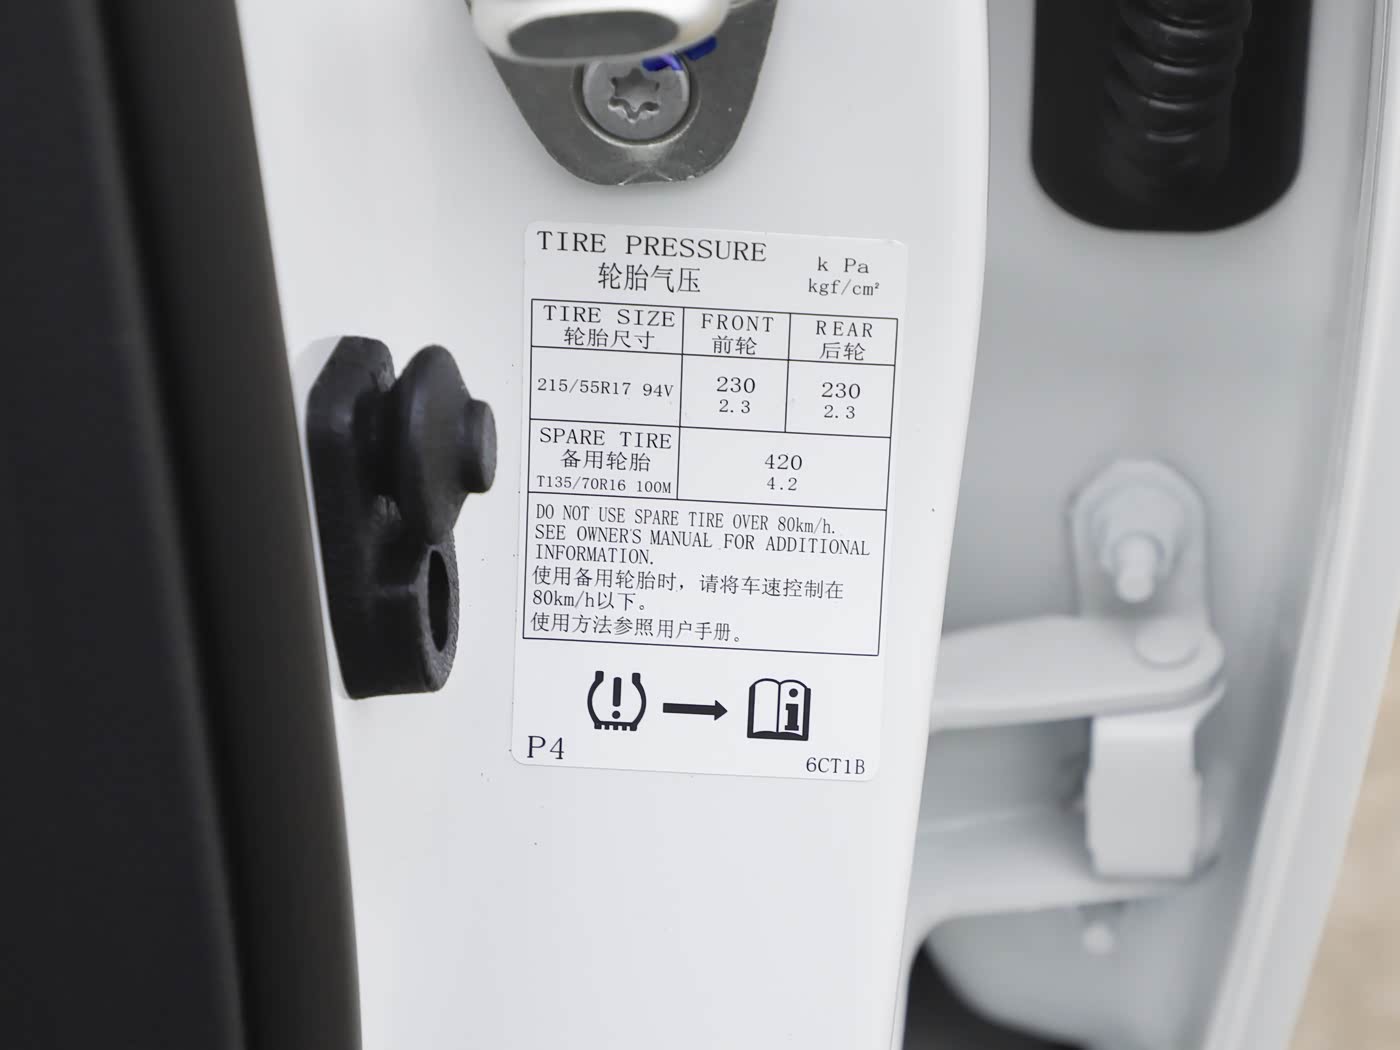 TIRE PRESSURE
轮胎气压
k Pa
kgf/cm²
TIRE SIZE
轮胎尺寸
FRONT
前轮
REAR
后轮
215/55R17 94V
230
2.3
230
2.3
SPARE TIRE
备用轮胎
T135/70R16 100M
420
4.2
DO NOT USE SPARE TIRE OVER 80km/h.
SEE OWNER'S MANUAL FOR ADDITIONAL
INFORMATION.
使用备用轮胎时，请将车速控制在
80km/h以下。
使用方法参照用户手册。
P4
6CT1B